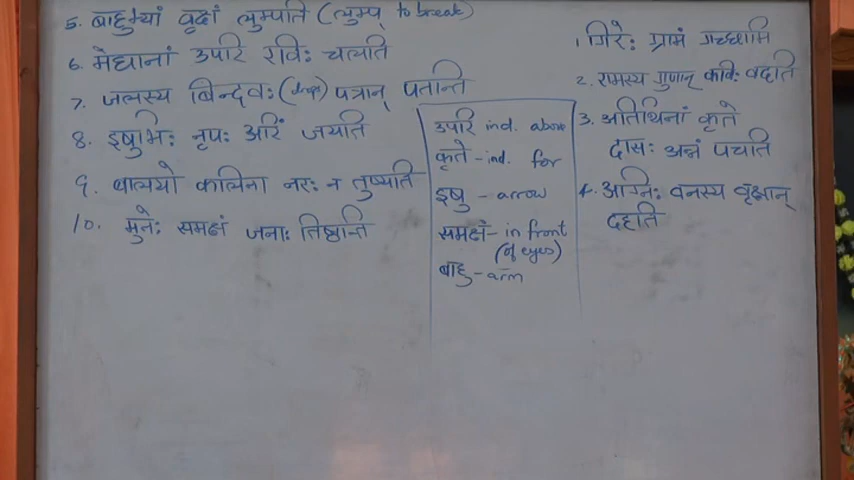 5. बाहुभ्यां वृक्षं लुम्पति (लुम्प् to break)
6. मेघानां उपरि रविः चलति
7. जलस्य बिन्दवः (drops) पत्रान् पतन्ति
8. इषुभिः नृपः अरिं जयति
9. बालयो कलिना नरः न तुष्यति
10. मुनेः समक्षं जनाः तिष्ठन्ति
उपरि ind. above
कृते - ind. for
इषु - arrow
समक्षं - in front
(of eyes)
बाहु - arm
1. गिरेः ग्रामं गच्छामि
2. रामस्य गुणान् कविः वदति
3. अतिथिनां कृते
दासः अन्नं पचति
4. अग्निः वनस्य वृक्षान्
दहति